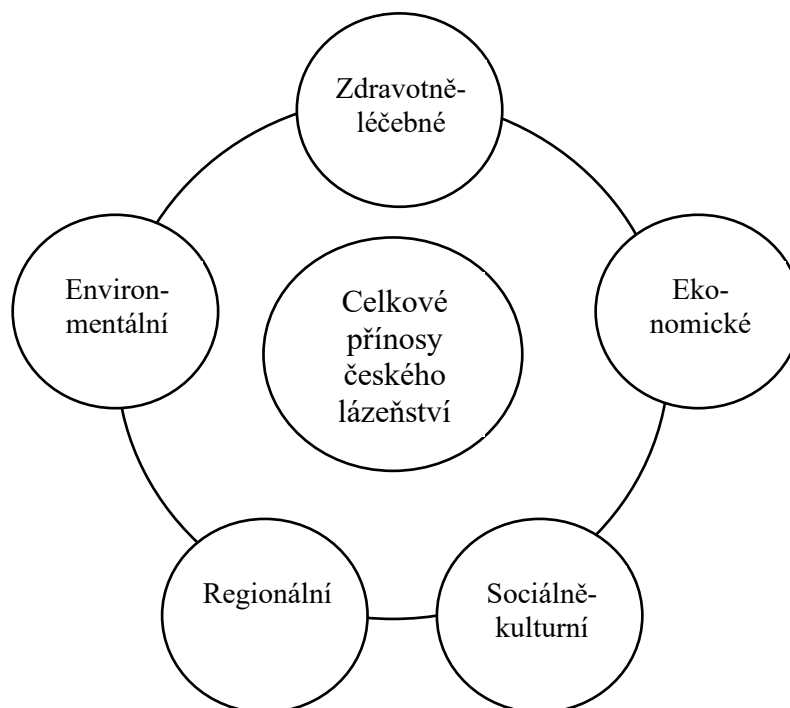 Zdravotně-
léčebné
Environ-
mentální
Eko-
nomické
Celkové
přínosy
českého
lázeňství
Regionální
Sociálně-
kulturní